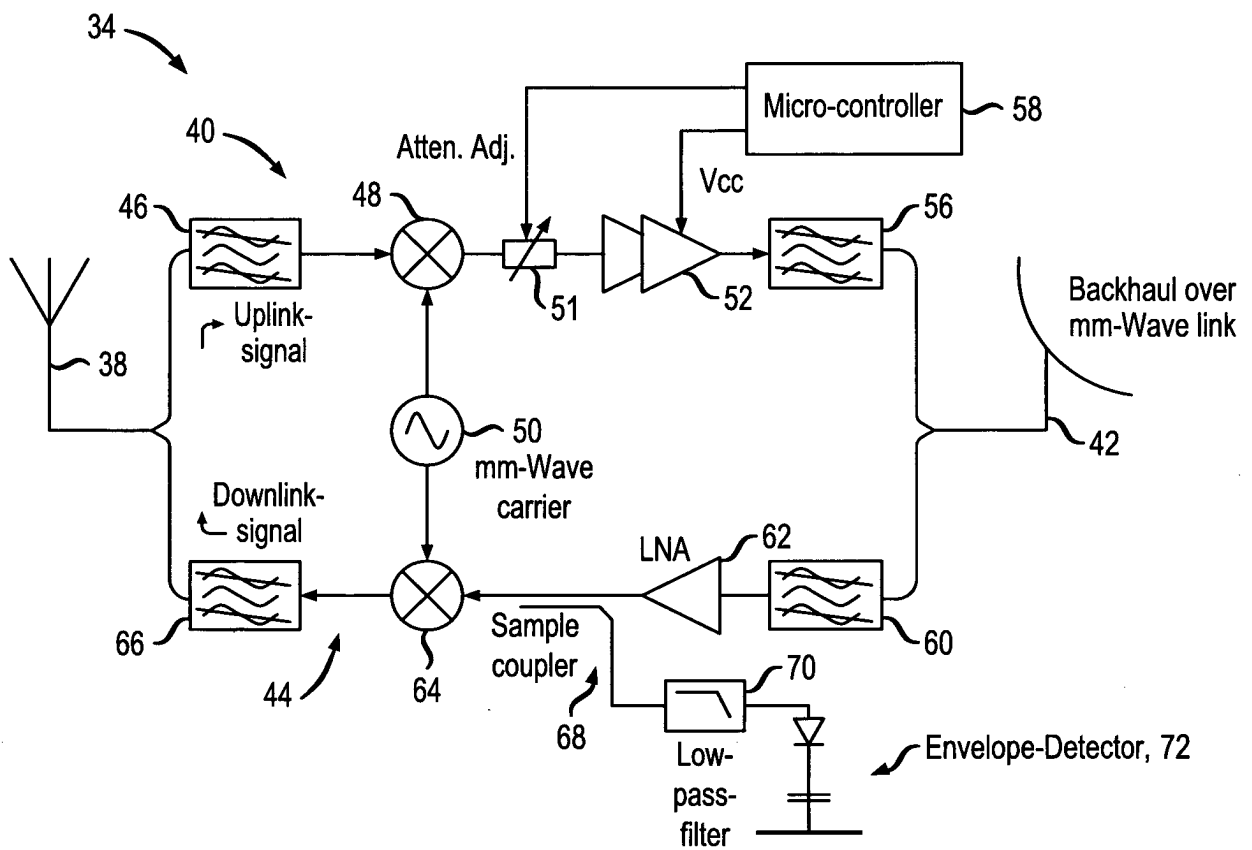 34
40
Micro-controller
58
Atten. Adj.
Vcc
46
48
56
51
52
Uplink-
signal
38
Backhaul over
mm-Wave link
50
mm-Wave
carrier
42
Downlink-
signal
LNA
62
66
44
64
Sample
coupler
68
70
60
Low-
pass-
filter
Envelope-Detector, 72